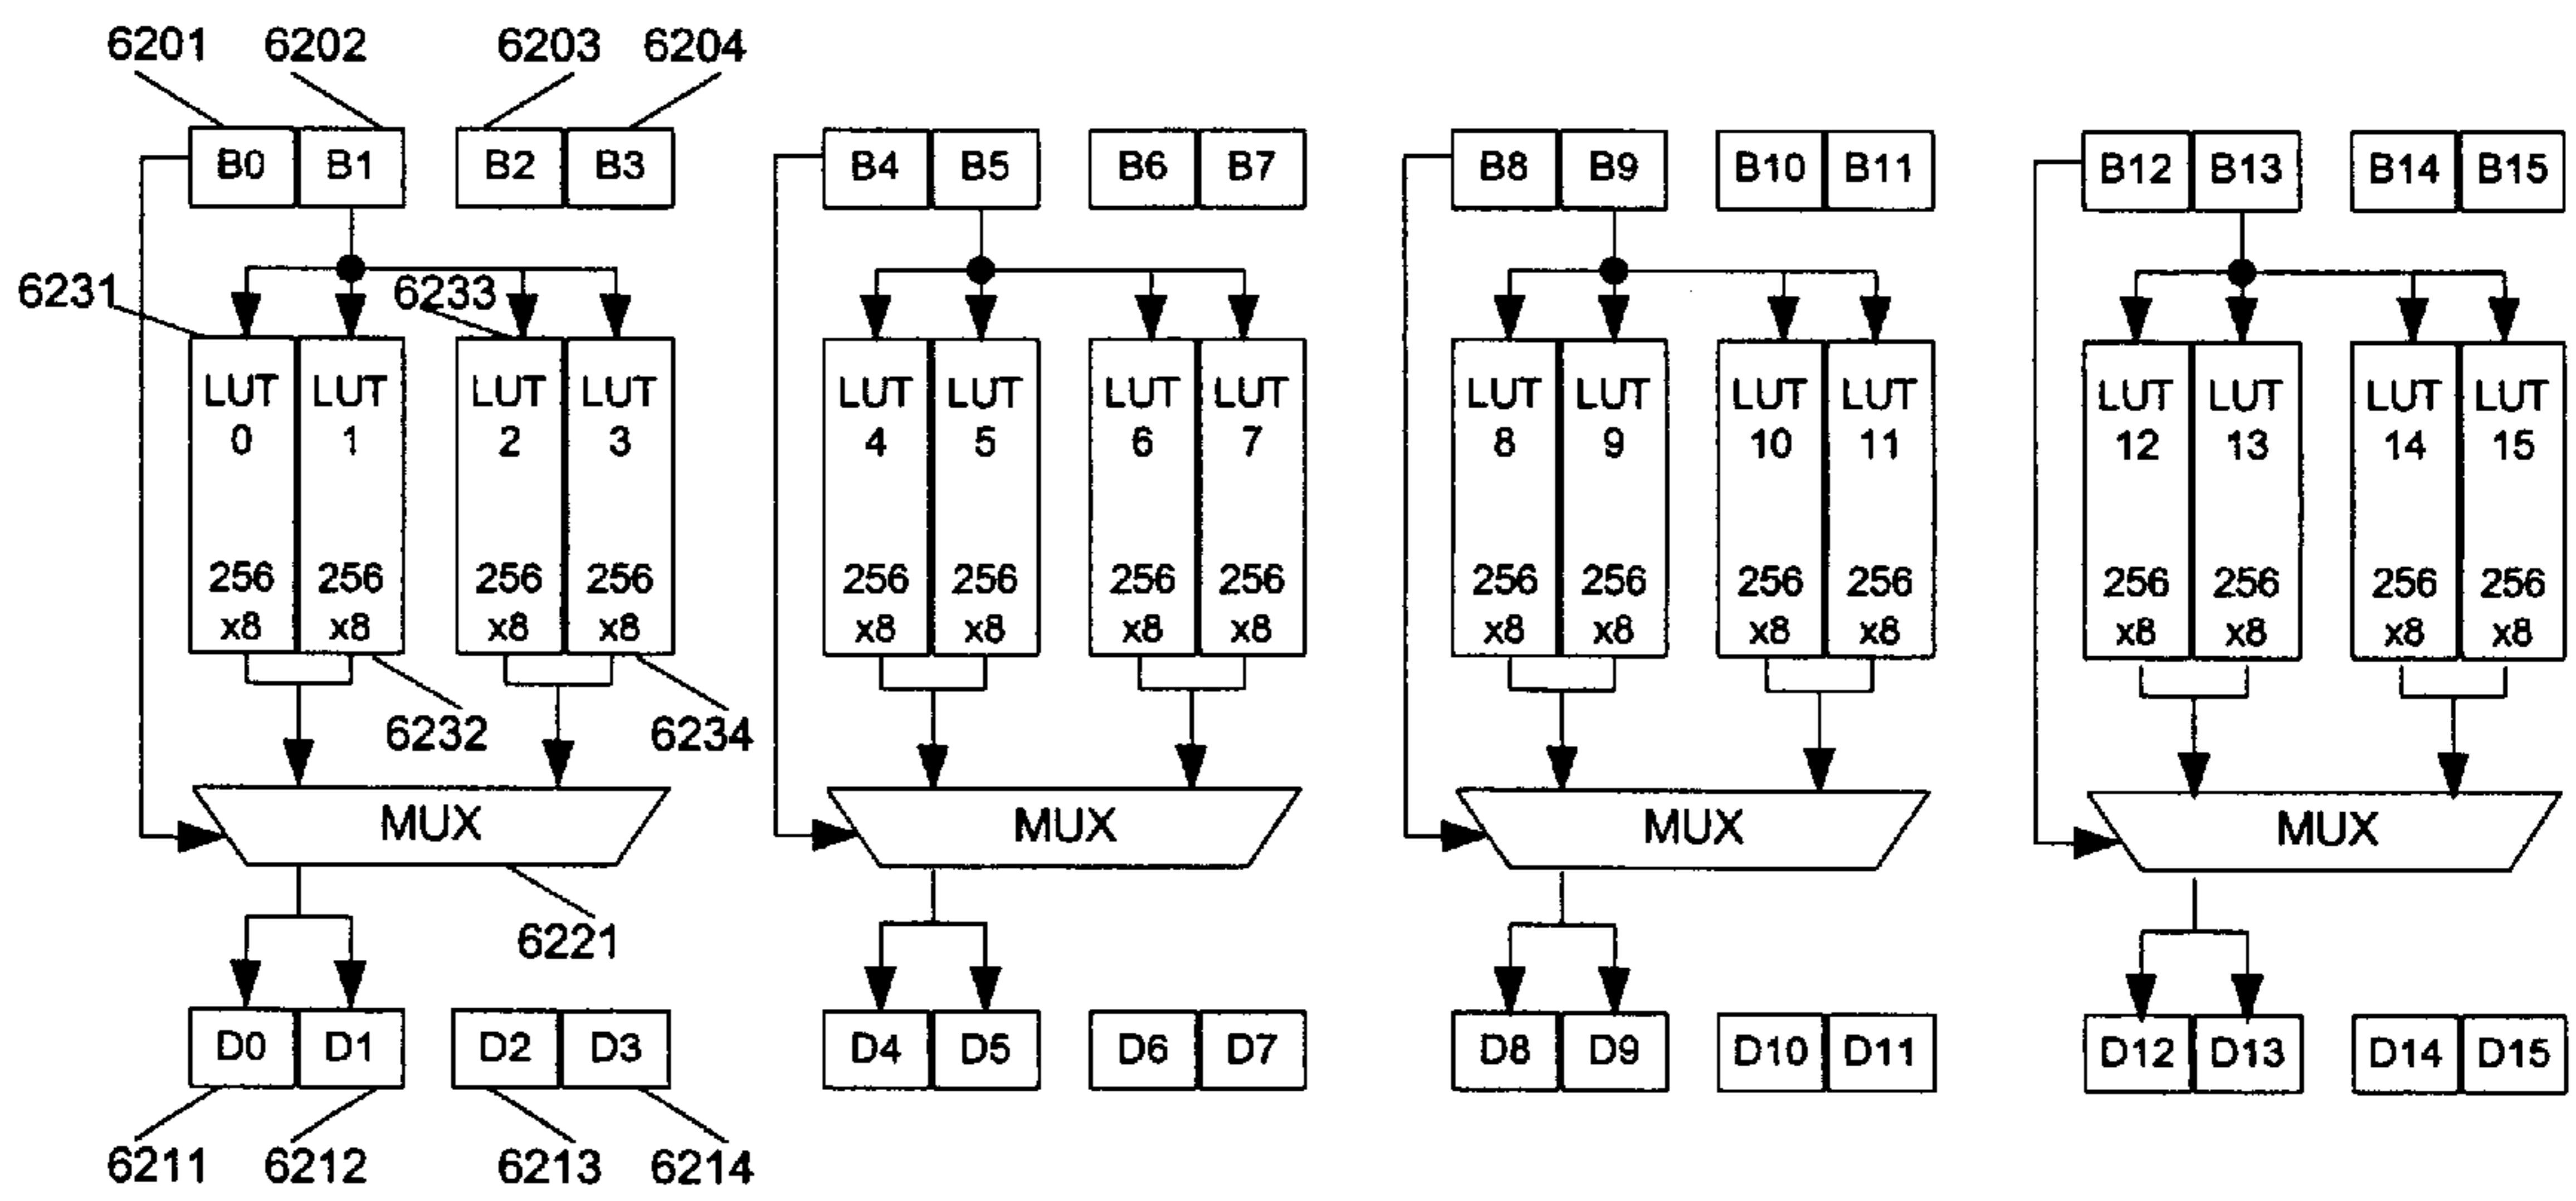 6201 6202 6203 6204
B0 B1 B2 B3 B4 B5 B6 B7 B8 B9 B10 B11 B12 B13 B14 B15
6231 6233
LUT LUT LUT LUT LUT LUT LUT LUT LUT LUT LUT LUT LUT LUT LUT LUT
0 1 2 3 4 5 6 7 8 9 10 11 12 13 14 15
256 256 256 256 256 256 256 256 256 256 256 256 256 256 256 256
x8 x8 x8 x8 x8 x8 x8 x8 x8 x8 x8 x8 x8 x8 x8 x8
6232 6234
MUX MUX MUX MUX
6221
D0 D1 D2 D3 D4 D5 D6 D7 D8 D9 D10 D11 D12 D13 D14 D15
6211 6212 6213 6214